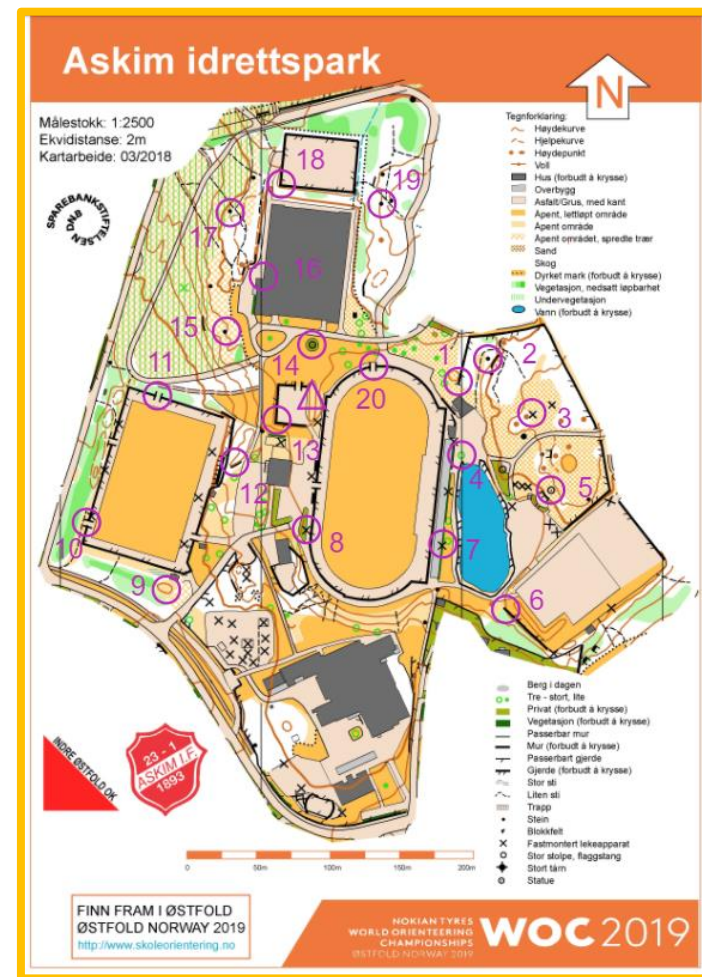 Askim idrettspark
N
Målestokk: 1:2500
Ekvidistanse: 2m
Kartarbeide: 03/2018
SPAREBANKSTIFTELSEN
DNB
Tegnforklaring:
Høydekurve
Hjelpekurve
Høydepunkt
Voll
Hus (forbudt å krysse)
Overbygg
Asfalt/Grus, med kant
Åpent, lettløpt område
Åpent område
Åpent området, spredte trær
Sand
Skog
Dyrket mark (forbudt å krysse)
Vegetasjon, nedsatt løpbarhet
Undervegetasjon
Vann (forbudt å krysse)
18
19
17
16
15
14
11
20
1
2
3
13
12
4
5
10
8
7
9
6
Berg i dagen
Tre - stort, lite
Privat (forbudt å krysse)
Vegetasjon (forbudt å krysse)
Passerbar mur
Mur (forbudt å krysse)
Passerbart gjerde
Gjerde (forbudt å krysse)
Stor sti
Liten sti
Trapp
Stein
Blokkfelt
Fastmontert lekeapparat
Stor stolpe, flaggstang
Stort tårn
Statue
INDRE ØSTFOLD OK
23 - 1
ASKIM I.F.
1893
0 50m 100m 150m 200m
FINN FRAM I ØSTFOLD
ØSTFOLD NORWAY 2019
http://www.skoleorientering.no
NOKIAN TYRES
WORLD ORIENTEERING
CHAMPIONSHIPS
ØSTFOLD NORWAY 2019
WOC 2019